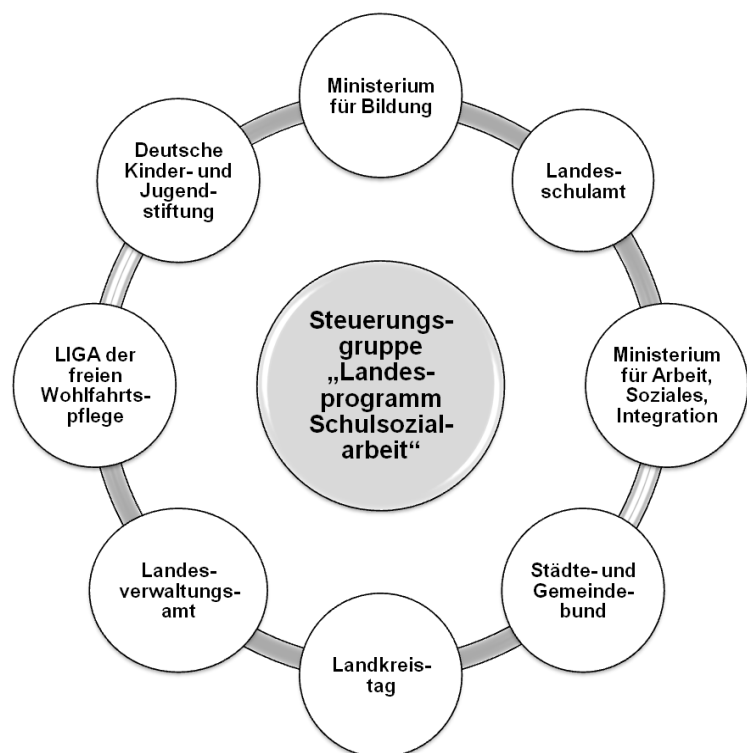 Ministerium
für Bildung
Landes-
schulamt
Ministerium
für Arbeit,
Soziales,
Integration
Städte- und
Gemeinde-
bund
Landkreis-
tag
Landes-
verwaltungs-
amt
LIGA der
freien
Wohlfahrts-
pflege
Deutsche
Kinder- und
Jugend-
stiftung
Steuerungs-
gruppe
„Landes-
programm
Schulsozial-
arbeit“